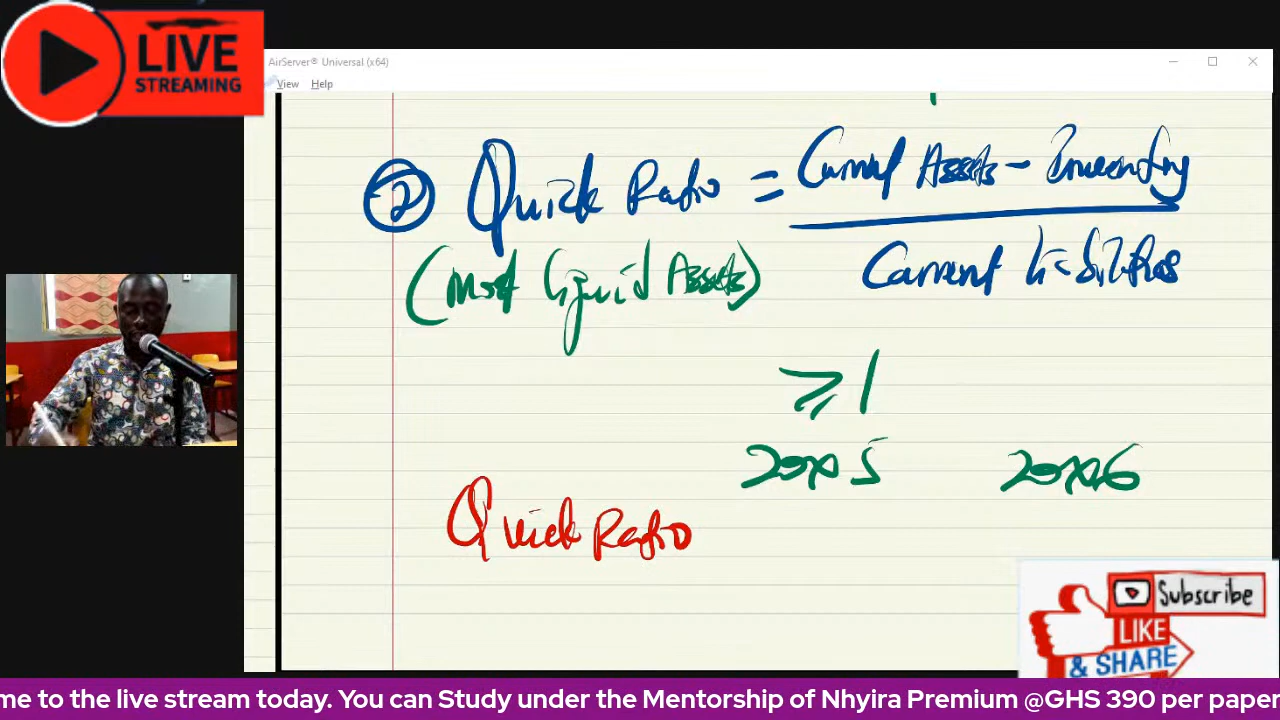 LIVE
STREAMING
AirServer® Universal (x64)
View Help
② Quick Ratio = Current Assets - Inventory
Current liabilities
(most liquid Assets)
≥ 1
20x5 20x6
Quick Ratio
Subscribe
LIKE
& SHARE
me to the live stream today. You can Study under the Mentorship of Nhyira Premium @GHS 390 per paper